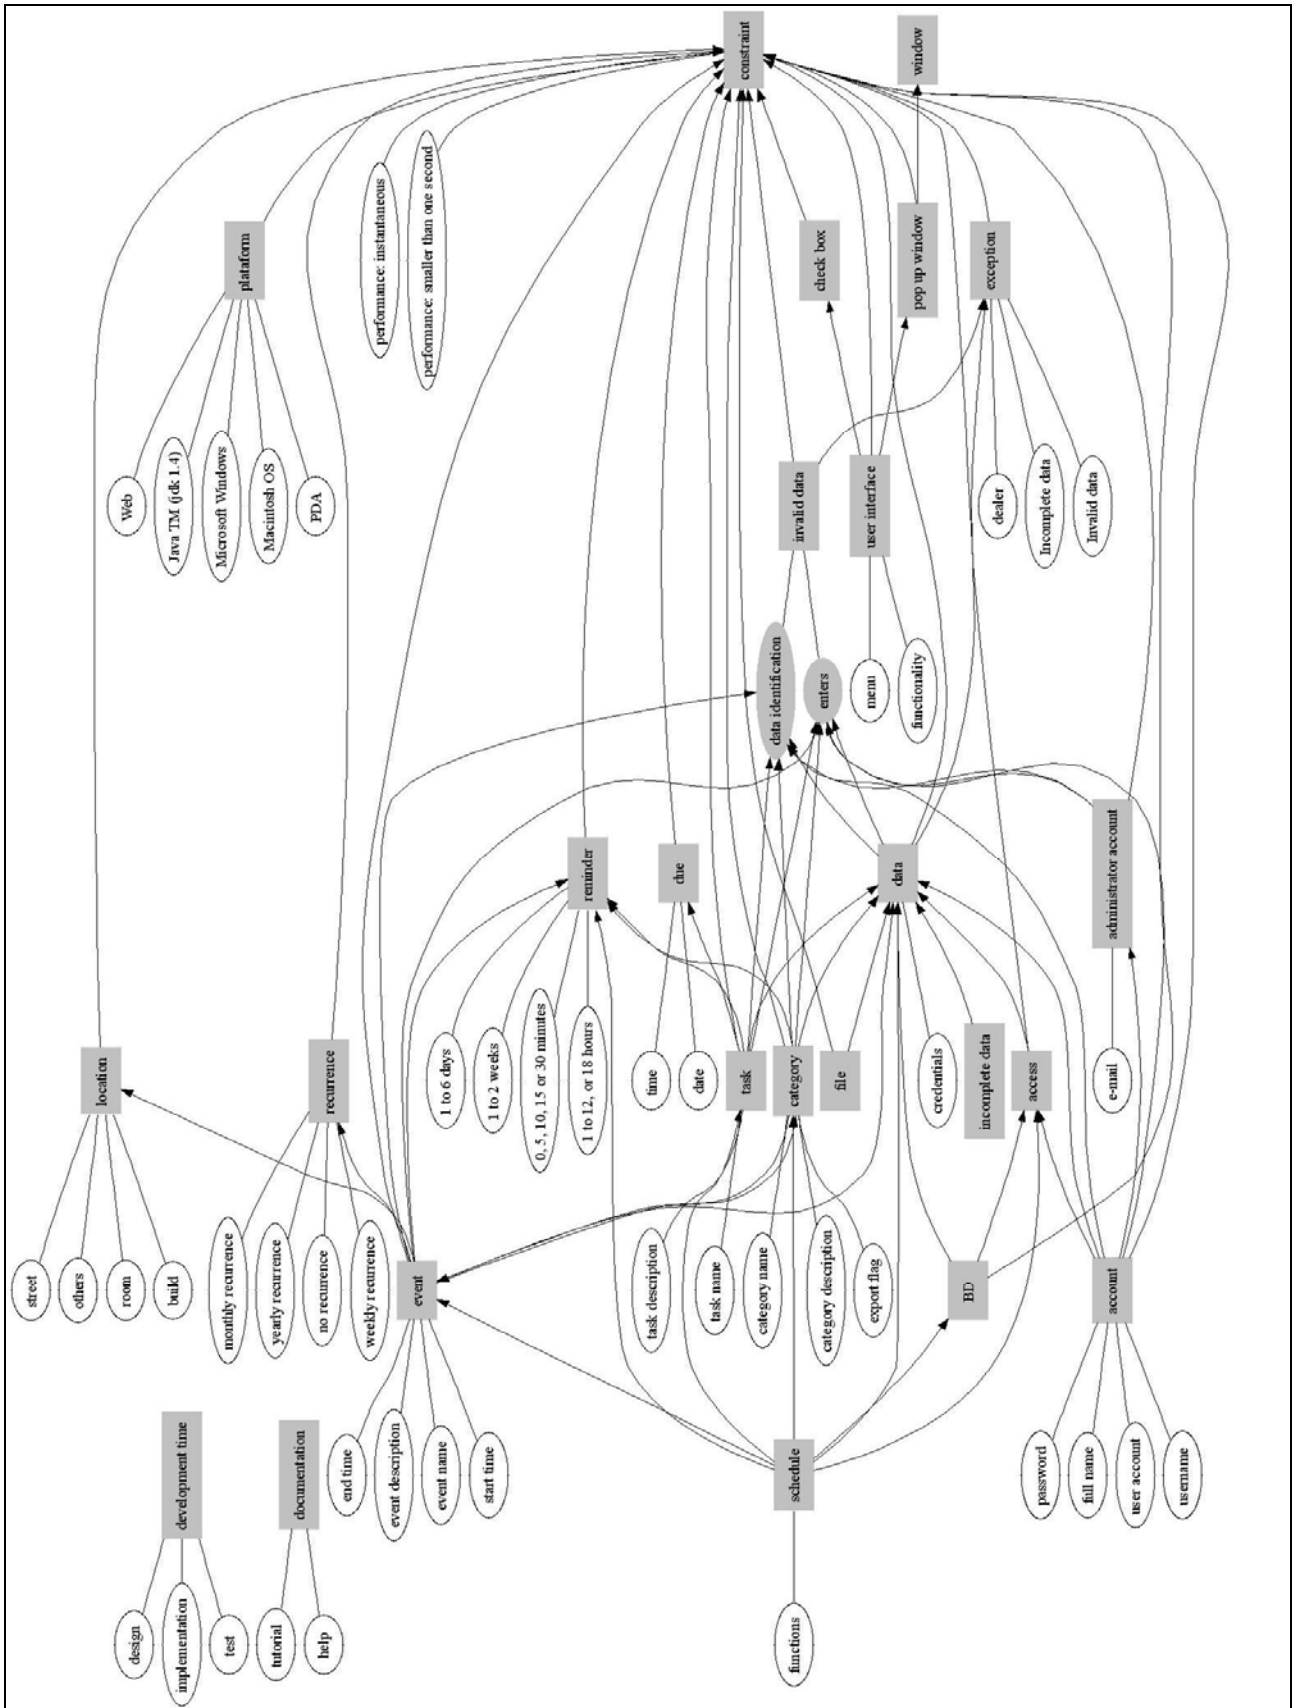 design
implementation
test
tutorial
help
development time
documentation
functions
end time
event description
event name
start time
schedule
password
full name
user account
username
street
others
room
build
monthly recurrence
yearly recurrence
no recurrence
weekly recurrence
event
task description
task name
category name
category description
export flag
BD
account
location
recurrence
1 to 6 days
1 to 2 weeks
0, 5, 10, 15 or 30 minutes
1 to 12, or 18 hours
time
date
task
category
file
credentials
incomplete data
access
e-mail
reminder
due
data
administrator account
data identification
enters
menu
functionality
Web
Java TM (jdk 1.4)
Microsoft Windows
Macintosh OS
PDA
invalid data
user interface
dealer
Incomplete data
Invalid data
plataform
performance: instantaneous
performance: smaller than one second
check box
pop up window
exception
constraint
window